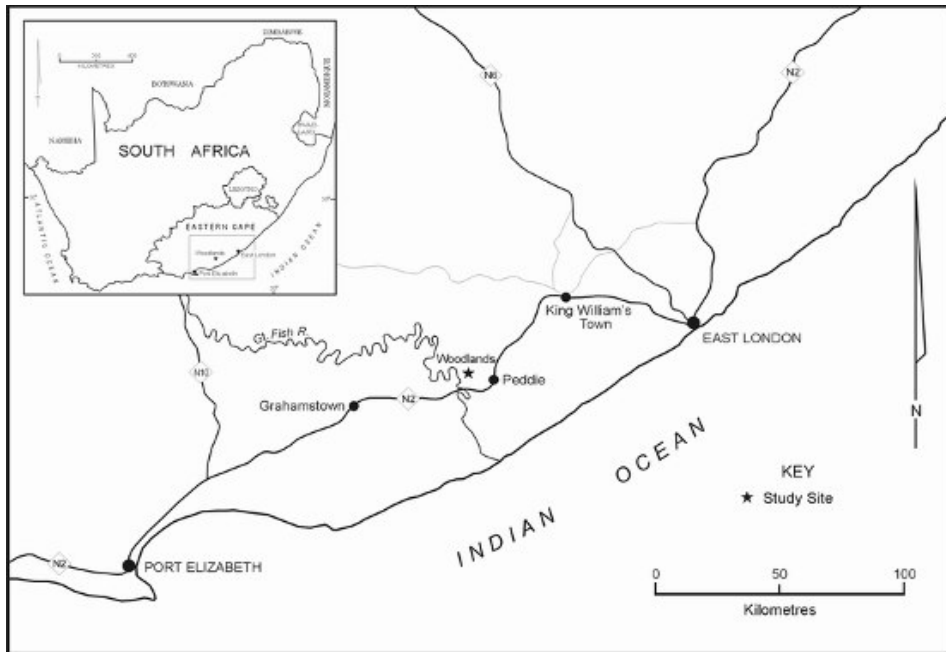 ZIMBABWE
KILOMETRES
BOTSWANA
MOZAMBIQUE
NAMIBIA
SOUTH AFRICA
LESOTHO
EASTERN CAPE
ATLANTIC OCEAN
INDIAN OCEAN
Woodlands
East London
Port Elizabeth
N6
N2
Gt. Fish R.
King William's
Town
EAST LONDON
Woodlands
Peddie
N10
Grahamstown
N2
N
INDIAN OCEAN
KEY
Study Site
N2
PORT ELIZABETH
0 50 100
Kilometres